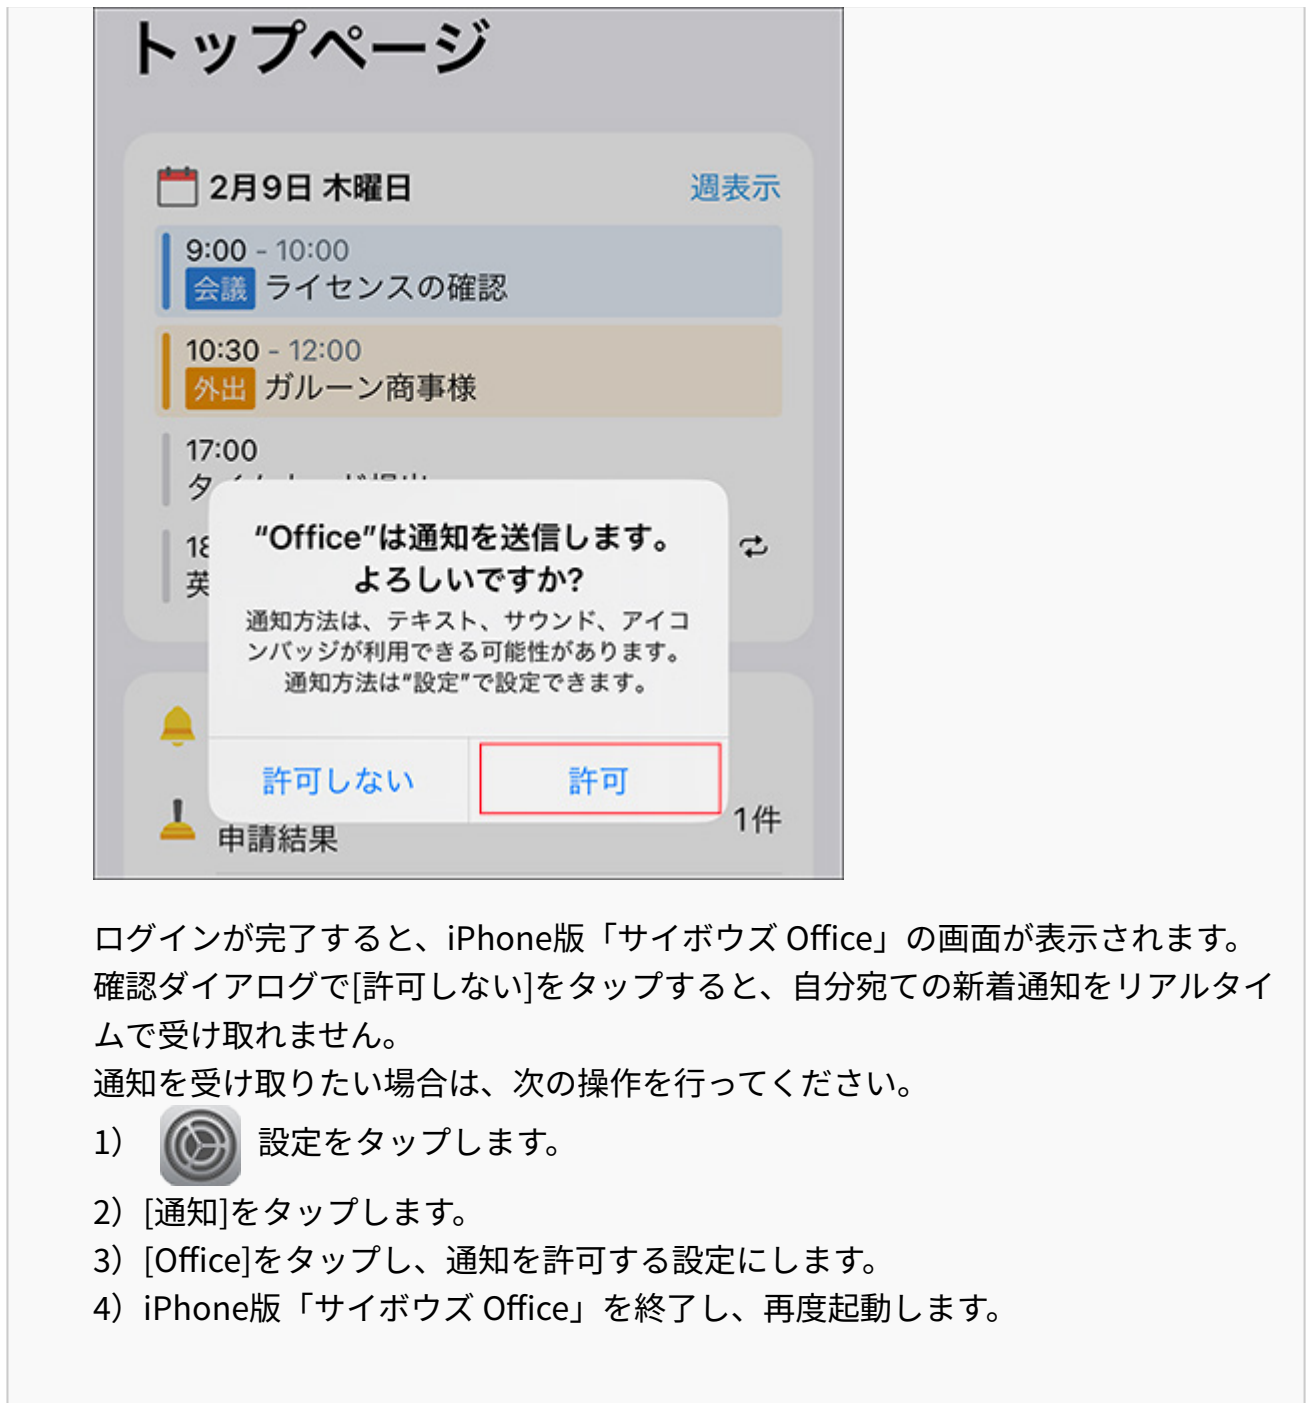 トップページ
2月9日 木曜日 週表示
9:00 - 10:00
会議 ライセンスの確認
10:30 - 12:00
外出 ガルーン商事様
17:00
18
英
“Office”は通知を送信します。
よろしいですか?
通知方法は、テキスト、サウンド、アイコ
ンバッジが利用できる可能性があります。
通知方法は“設定”で設定できます。
許可しない 許可
1件
申請結果
ログインが完了すると、iPhone版「サイボウズ Office」の画面が表示されます。
確認ダイアログで[許可しない]をタップすると、自分宛ての新着通知をリアルタイ
ムで受け取れません。
通知を受け取りたい場合は、次の操作を行ってください。
1） 設定をタップします。
2）[通知]をタップします。
3）[Office]をタップし、通知を許可する設定にします。
4）iPhone版「サイボウズ Office」を終了し、再度起動します。